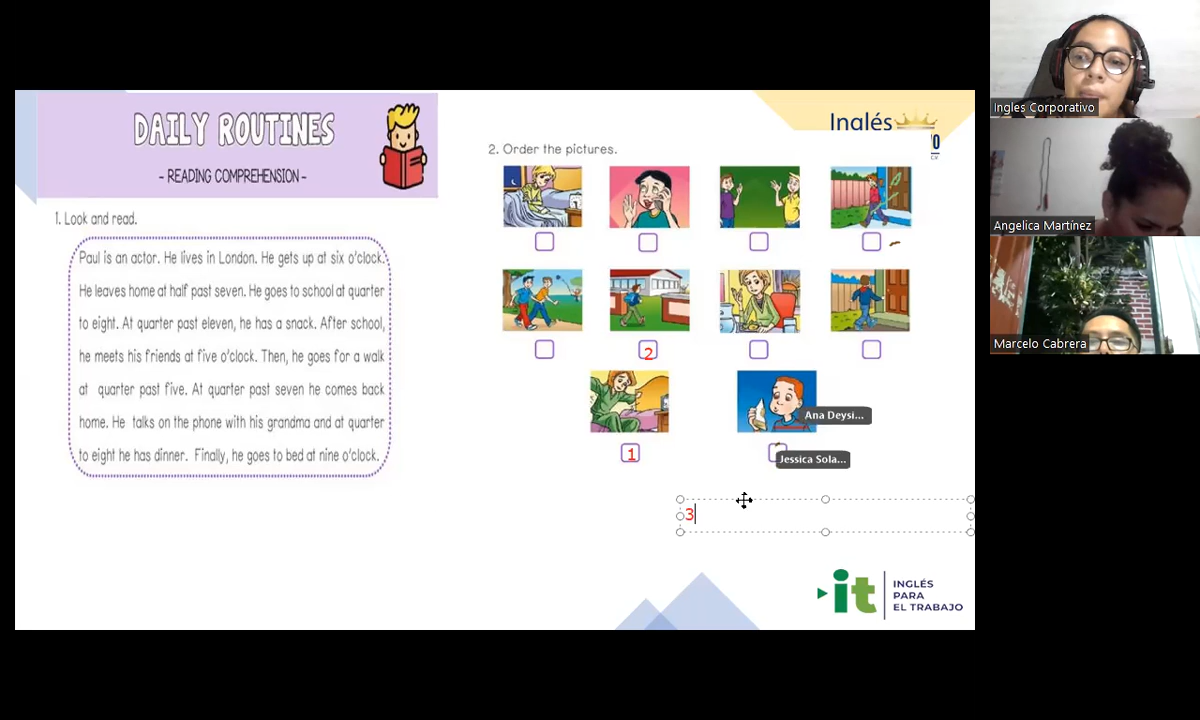 DAILY ROUTINES
- READING COMPREHENSION -
1. Look and read.
Paul is an actor. He lives in London. He gets up at six o'clock.
He leaves home at half past seven. He goes to school at quarter
to eight. At quarter past eleven, he has a snack. After school,
he meets his friends at five o'clock. Then, he goes for a walk
at quarter past five. At quarter past seven he comes back
home. He talks on the phone with his grandma and at quarter
to eight he has dinner. Finally, he goes to bed at nine o'clock.
Inglés
2. Order the pictures.
2
1
Ana Deysi...
Jessica Sola...
3
it
INGLÉS
PARA
EL TRABAJO
Ingles Corporativo
Angelica Martínez
Marcelo Cabrera